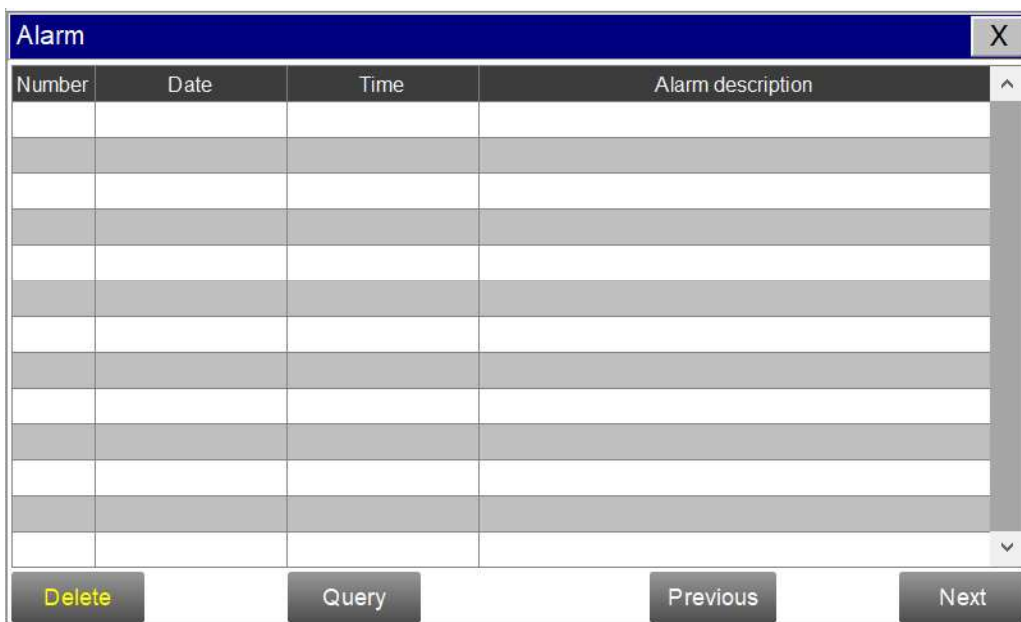 Alarm X
Number Date Time Alarm description
Delete Query Previous Next